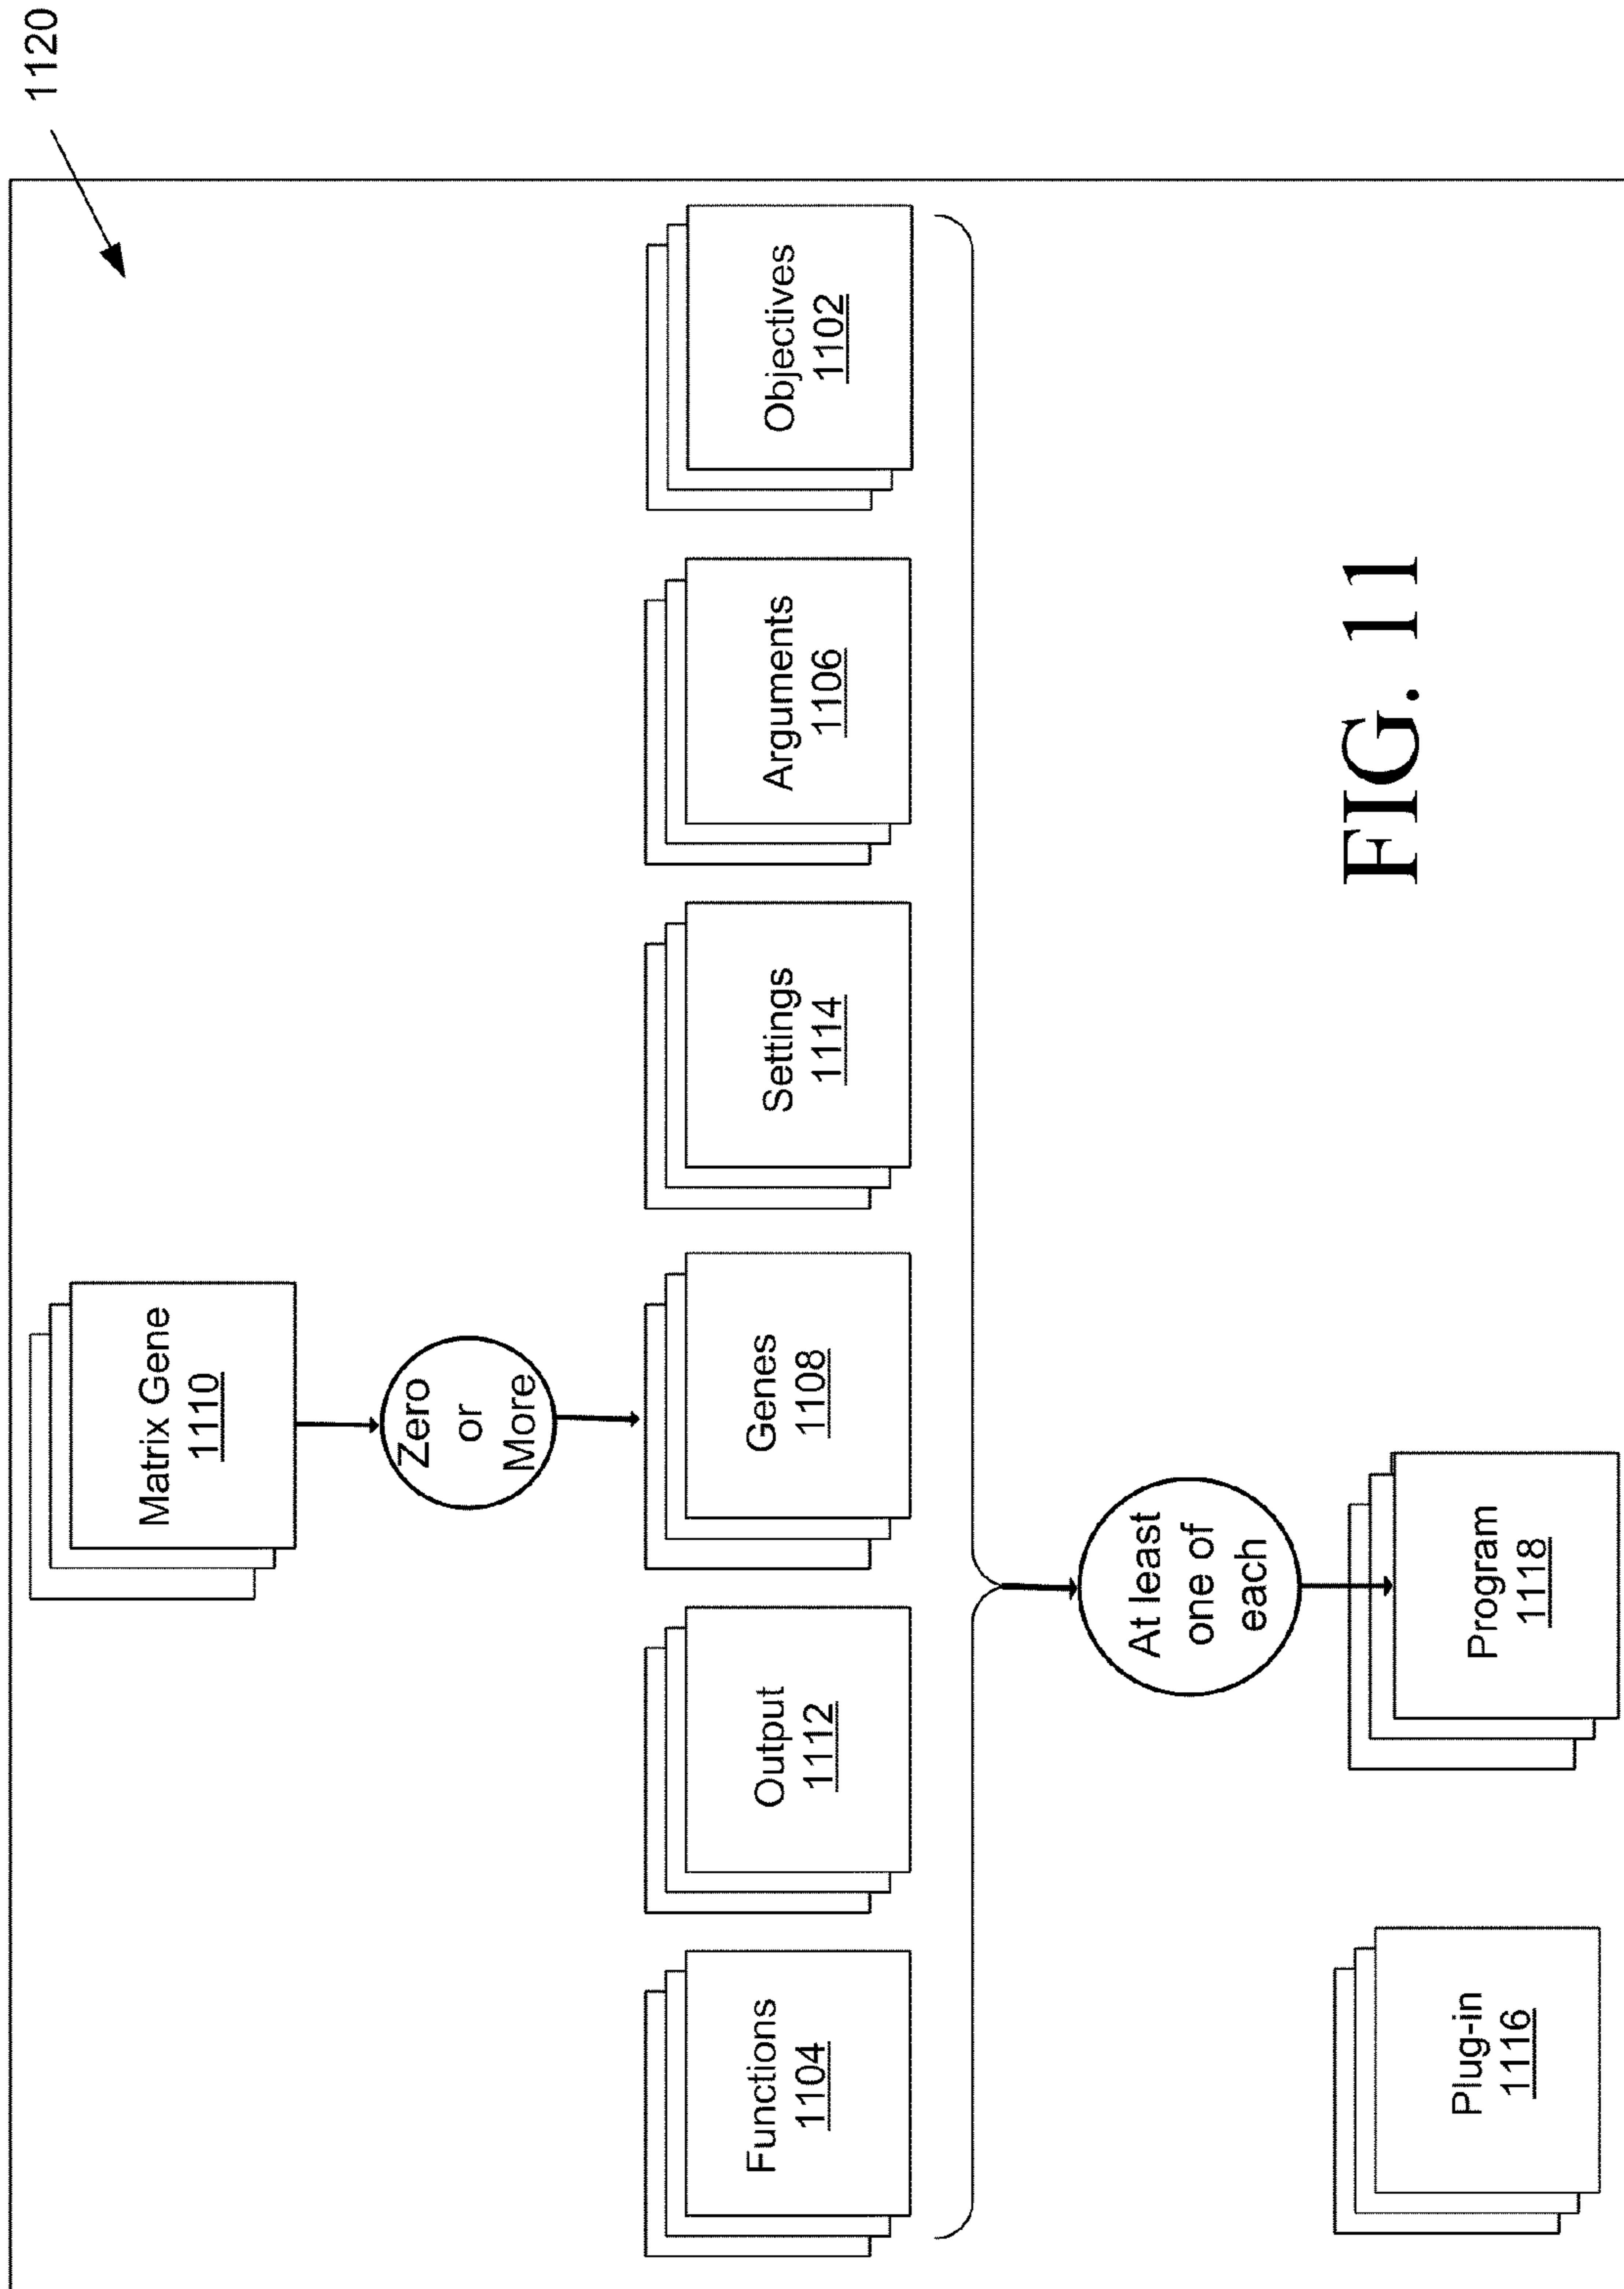 1120
Matrix Gene
1110
Zero
or
More
Functions
1104
Output
1112
Genes
1108
Settings
1114
Arguments
1106
Objectives
1102
At least
one of
each
Plug-in
1116
Program
1118
FIG. 11